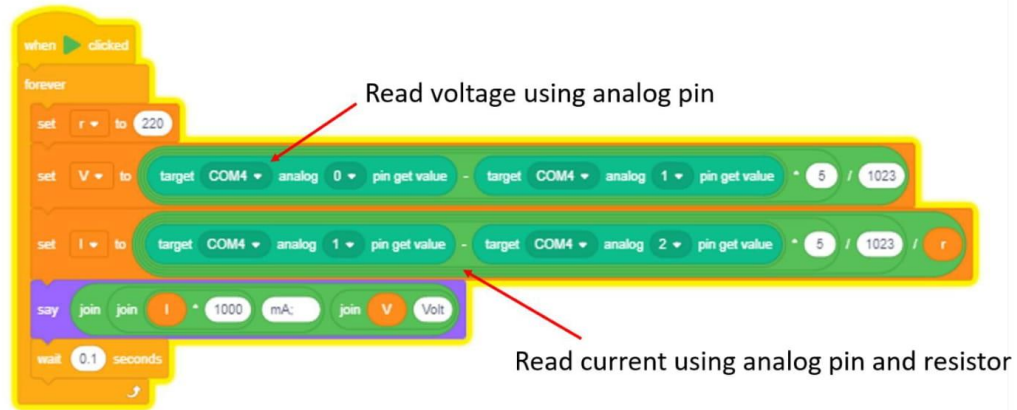 when clicked
forever
Read voltage using analog pin
set r to 220
set V to target COM4 analog 0 pin get value - target COM4 analog 1 pin get value * 5 / 1023
set I to target COM4 analog 1 pin get value - target COM4 analog 2 pin get value * 5 / 1023 / r
say join join I * 1000 mA; join V Volt
wait 0.1 seconds
Read current using analog pin and resistor